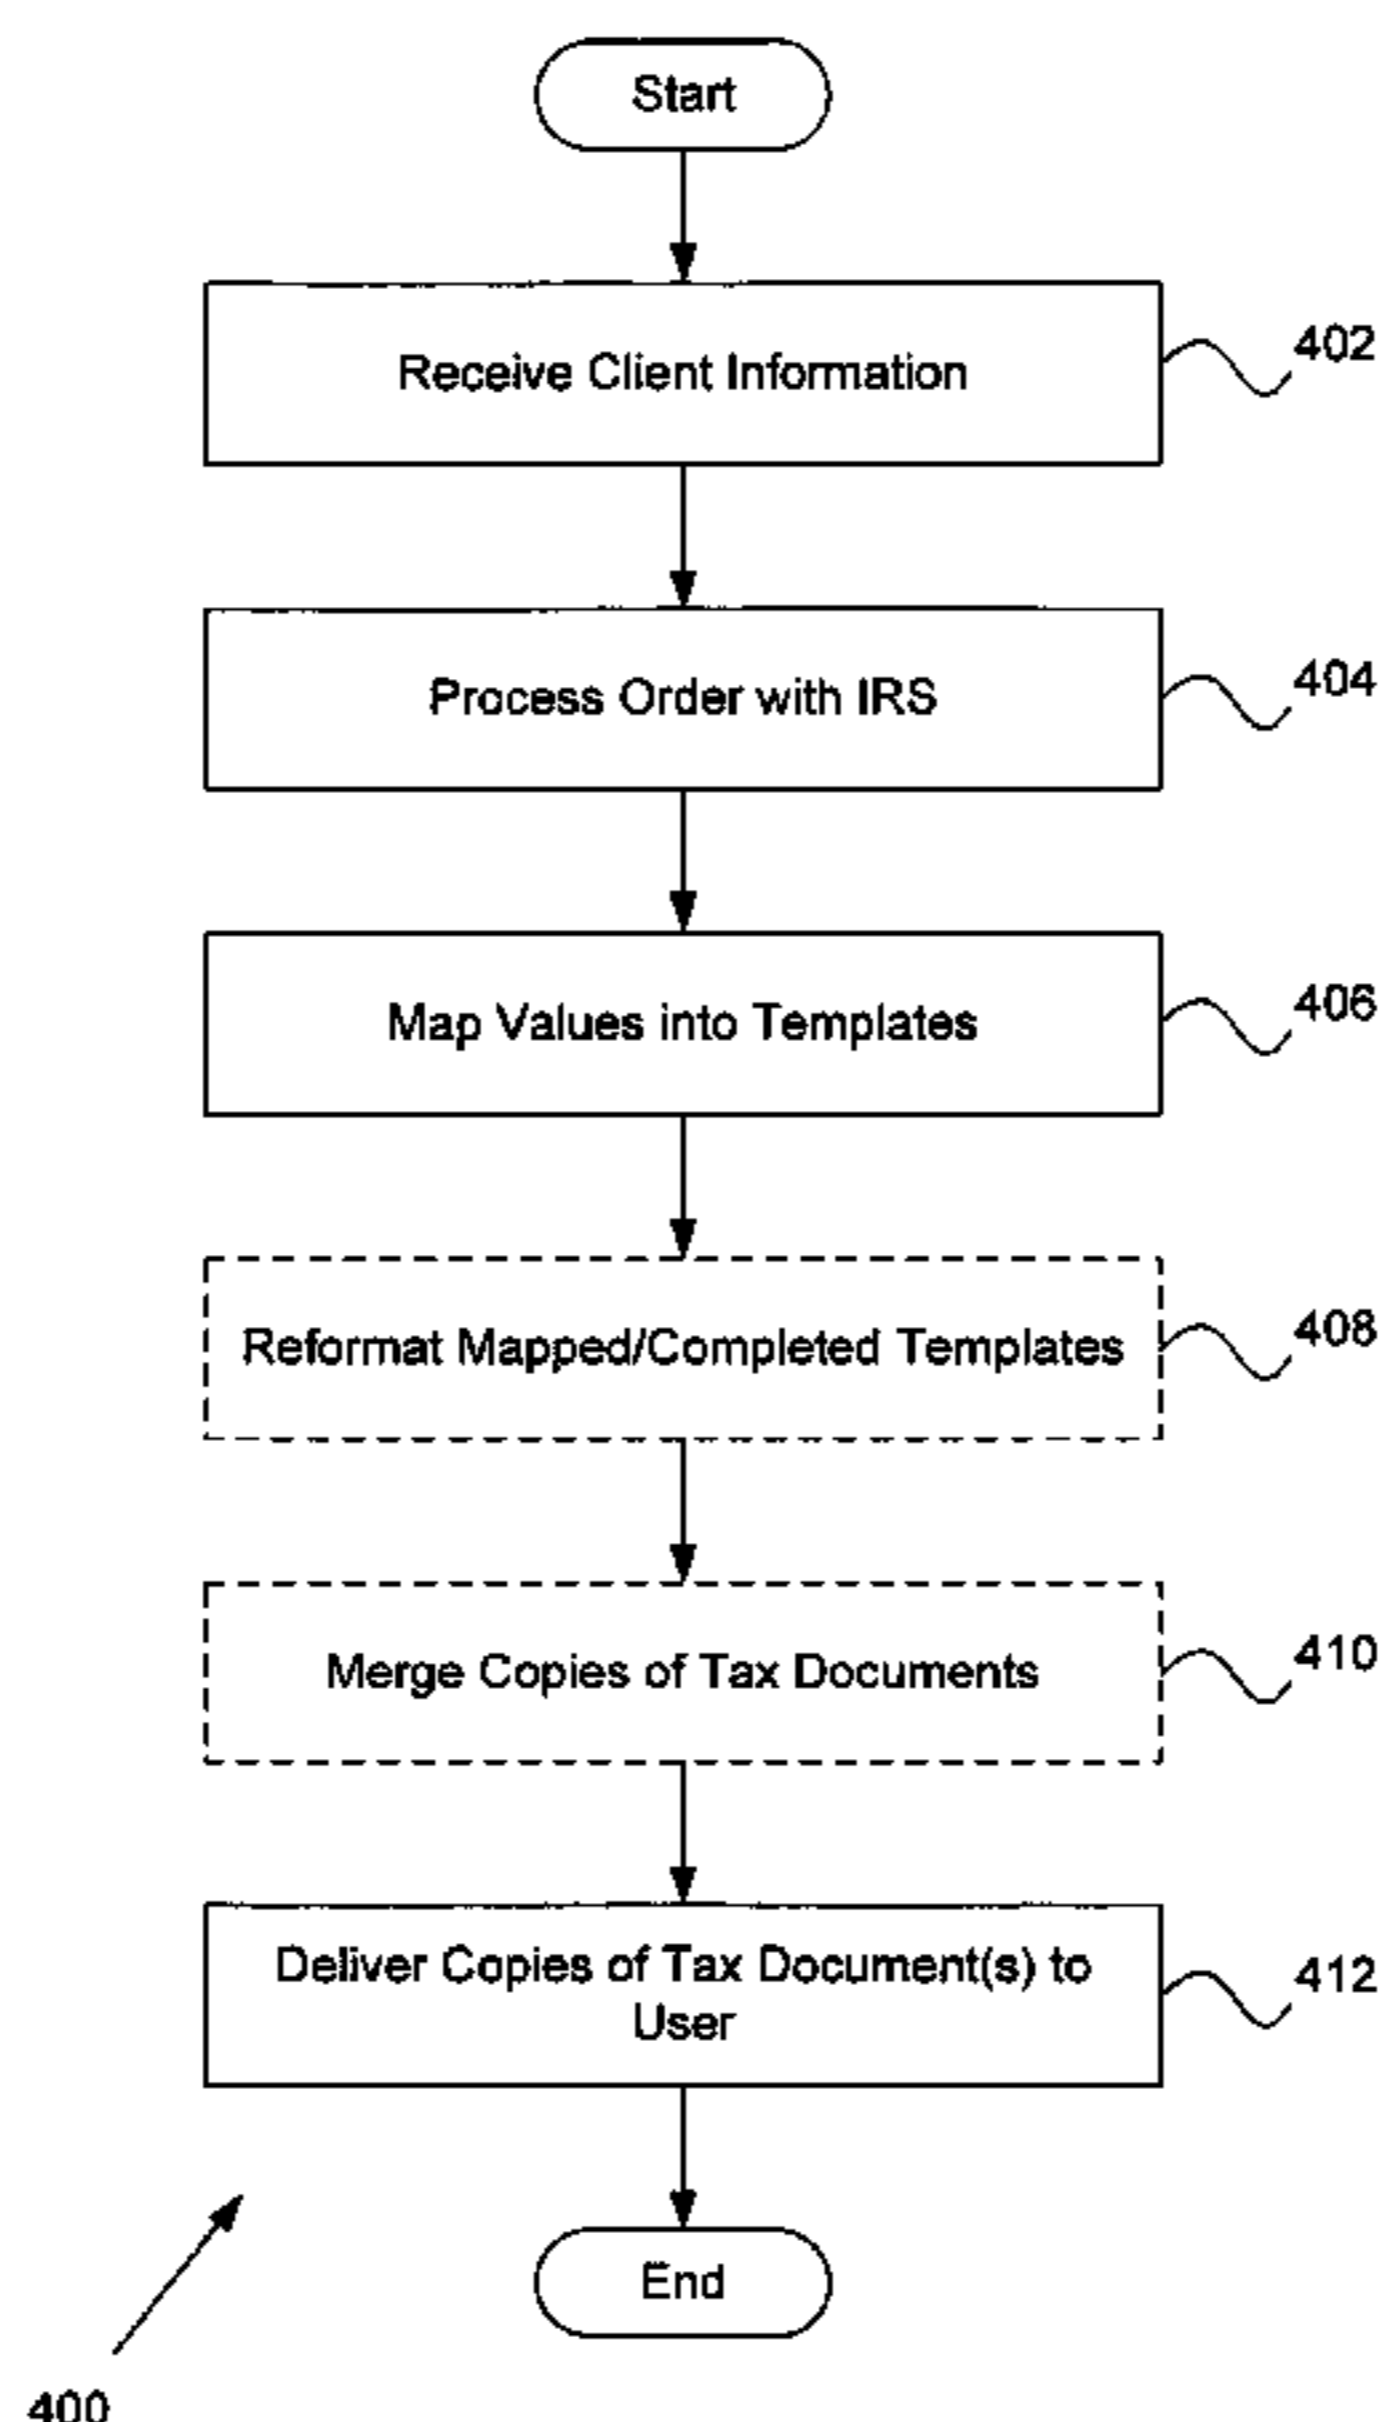 Start
Receive Client Information
402
Process Order with IRS
404
Map Values into Templates
406
Reformat Mapped/Completed Templates
408
Merge Copies of Tax Documents
410
Deliver Copies of Tax Document(s) to
User
412
End
400